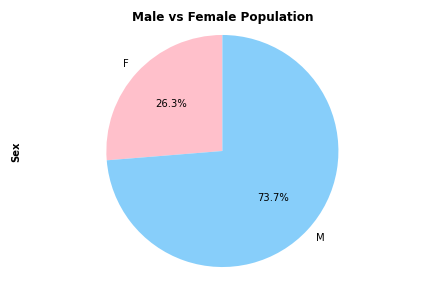 Male vs Female Population
F
26.3%
Sex
73.7%
M